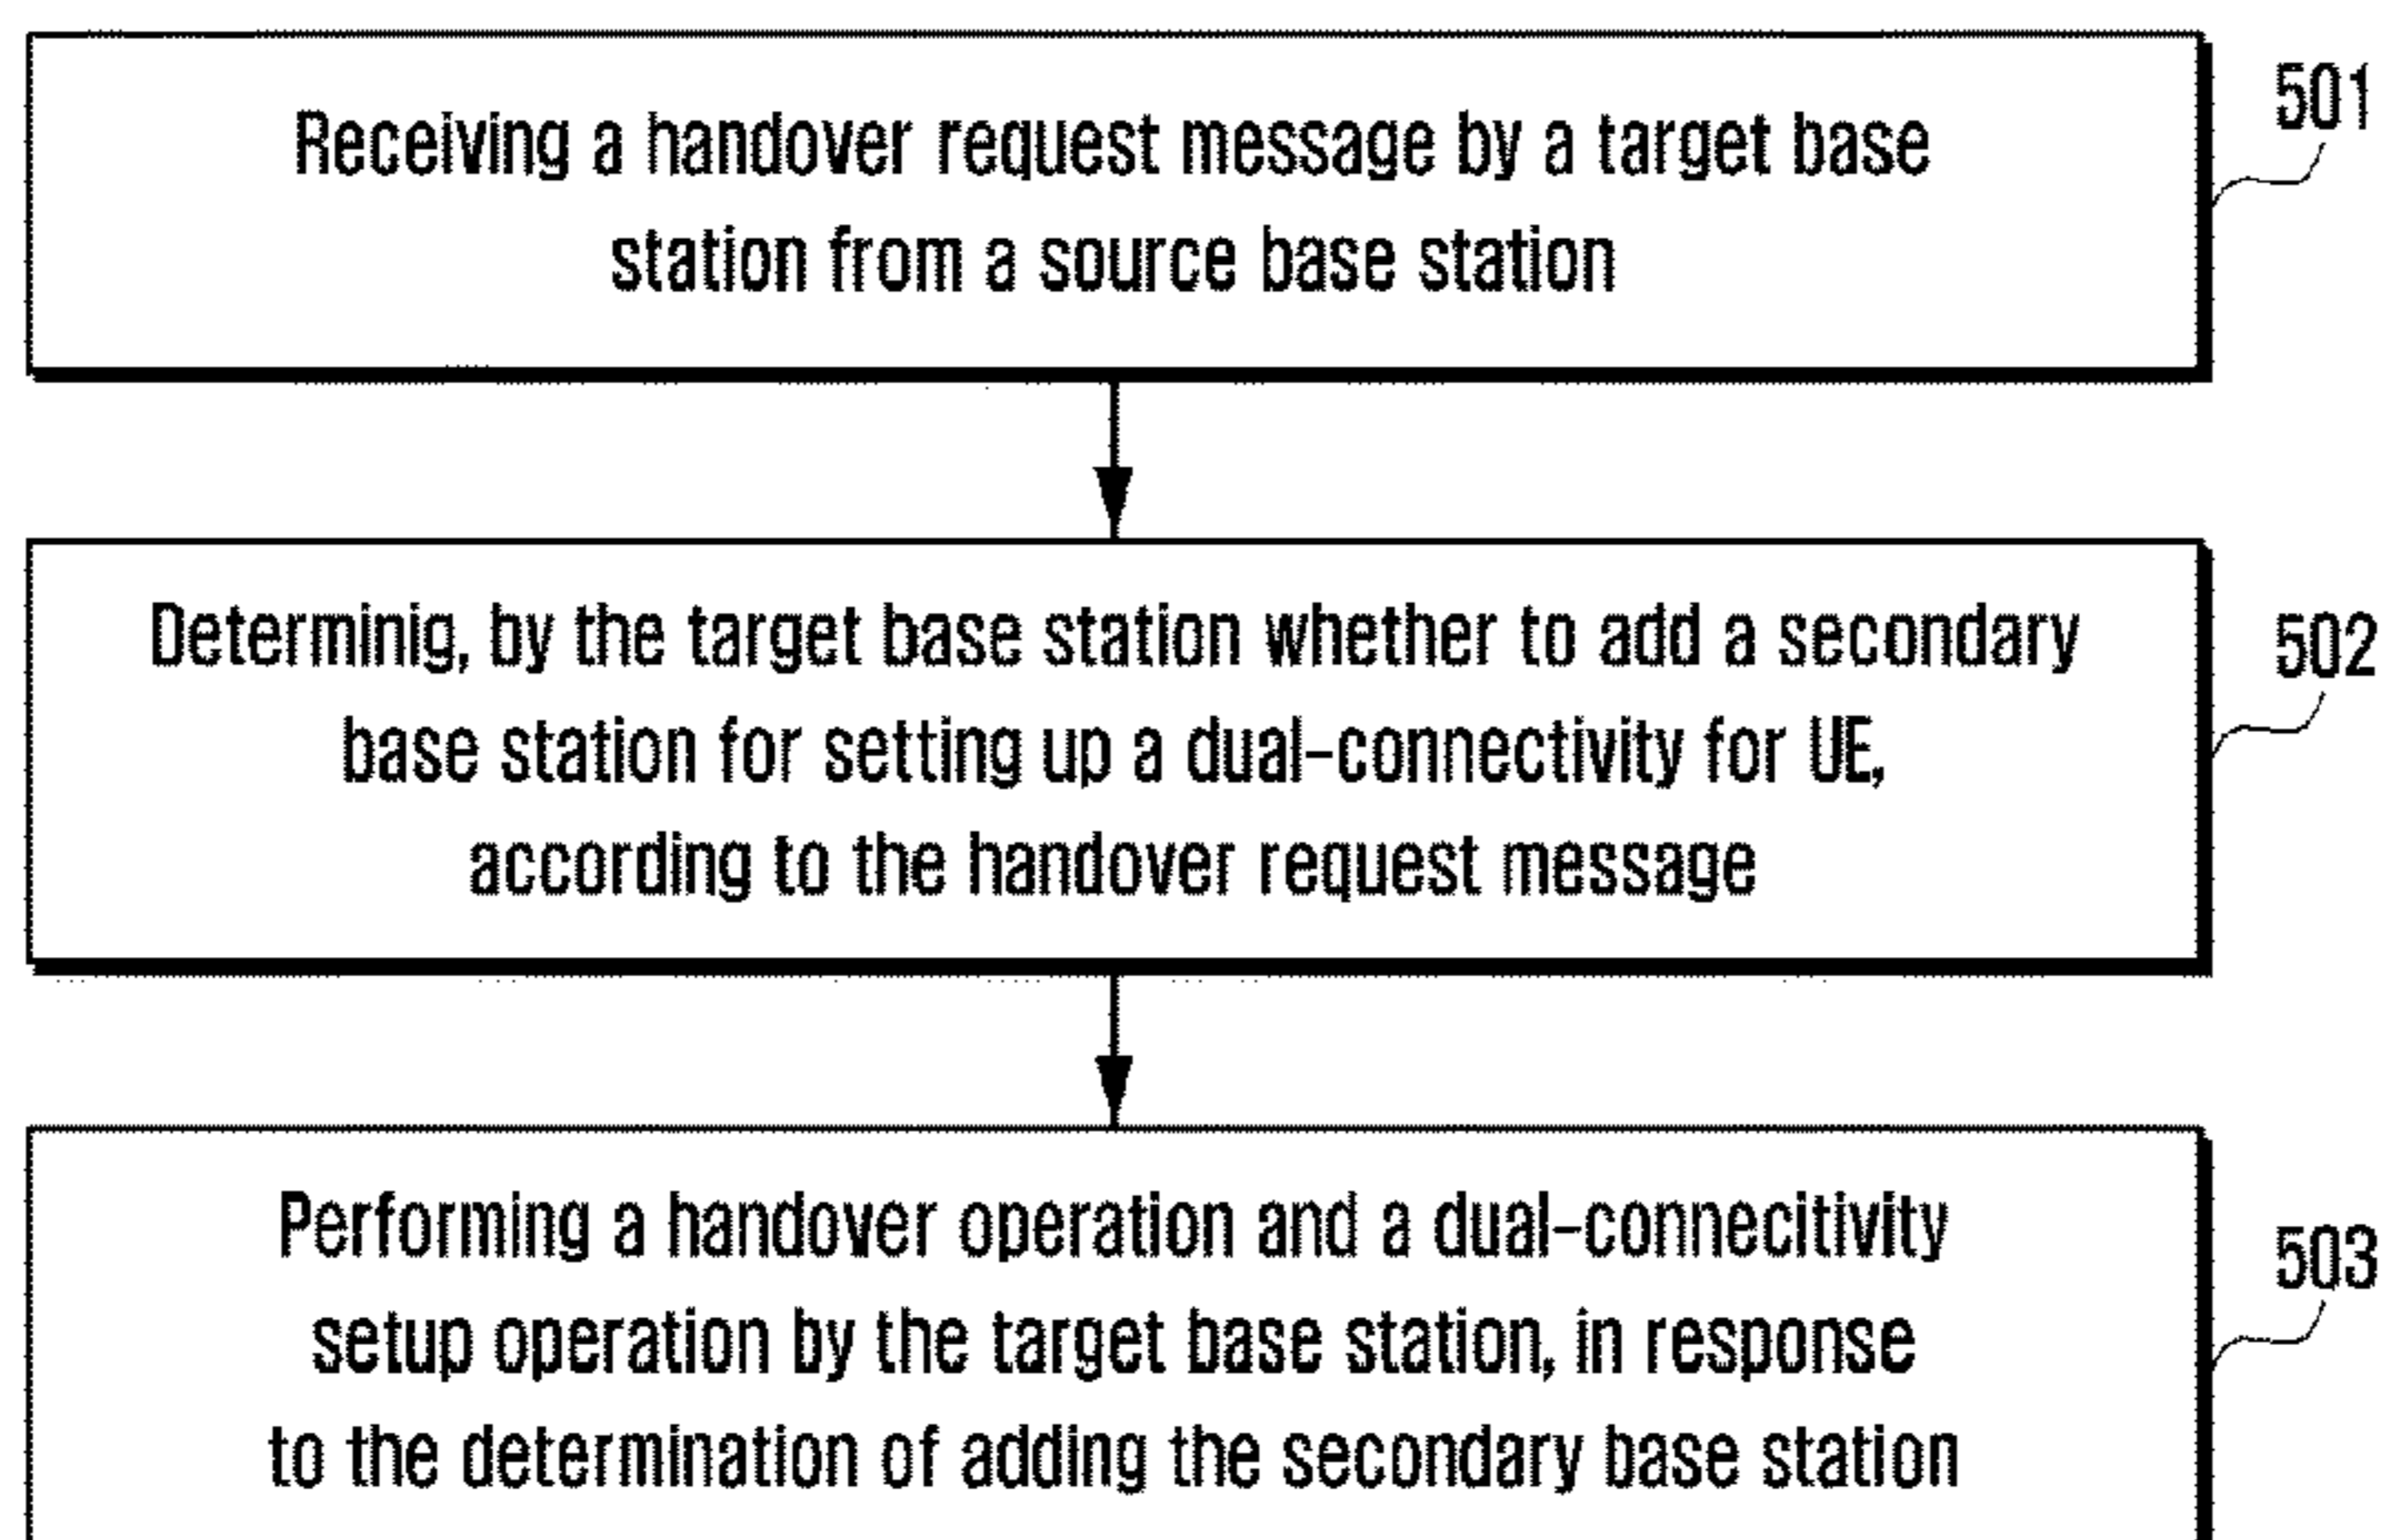 Receiving a handover request message by a target base
station from a source base station
501
Determinig, by the target base station whether to add a secondary
base station for setting up a dual-connectivity for UE,
according to the handover request message
502
Performing a handover operation and a dual-connecitivity
setup operation by the target base station, in response
to the determination of adding the secondary base station
503